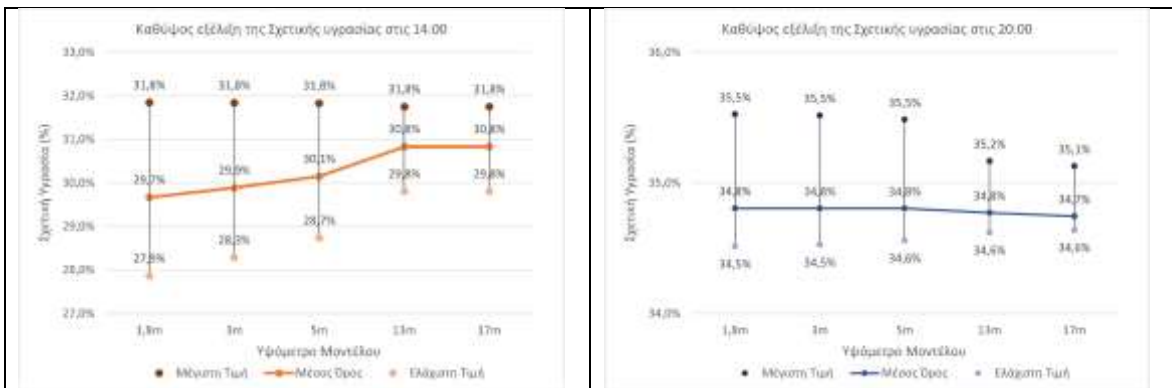 Καθύψος εξέλιξη της Σχετικής υγρασίας στις 14:00
33,0%
32,0%
31,0%
30,0%
29,0%
28,0%
27,0%
Σχετική Υγρασία (%)
31,8% 31,8% 31,8% 31,8% 31,8%
29,7% 29,9% 30,1% 30,8% 30,8%
27,9% 28,3% 28,7% 29,8% 29,8%
1,8m 3m 5m 13m 17m
Υψόμετρο Μοντέλου
Μέγιστη Τιμή Μέσος Όρος Ελάχιστη Τιμή
Καθύψος εξέλιξη της Σχετικής υγρασίας στις 20:00
36,0%
35,0%
34,0%
Σχετική Υγρασία (%)
35,5% 35,5% 35,5% 35,2% 35,1%
34,8% 34,8% 34,8% 34,8% 34,7%
34,5% 34,5% 34,6% 34,6% 34,6%
1,8m 3m 5m 13m 17m
Υψόμετρο Μοντέλου
Μέγιστη Τιμή Μέσος Όρος Ελάχιστη Τιμή